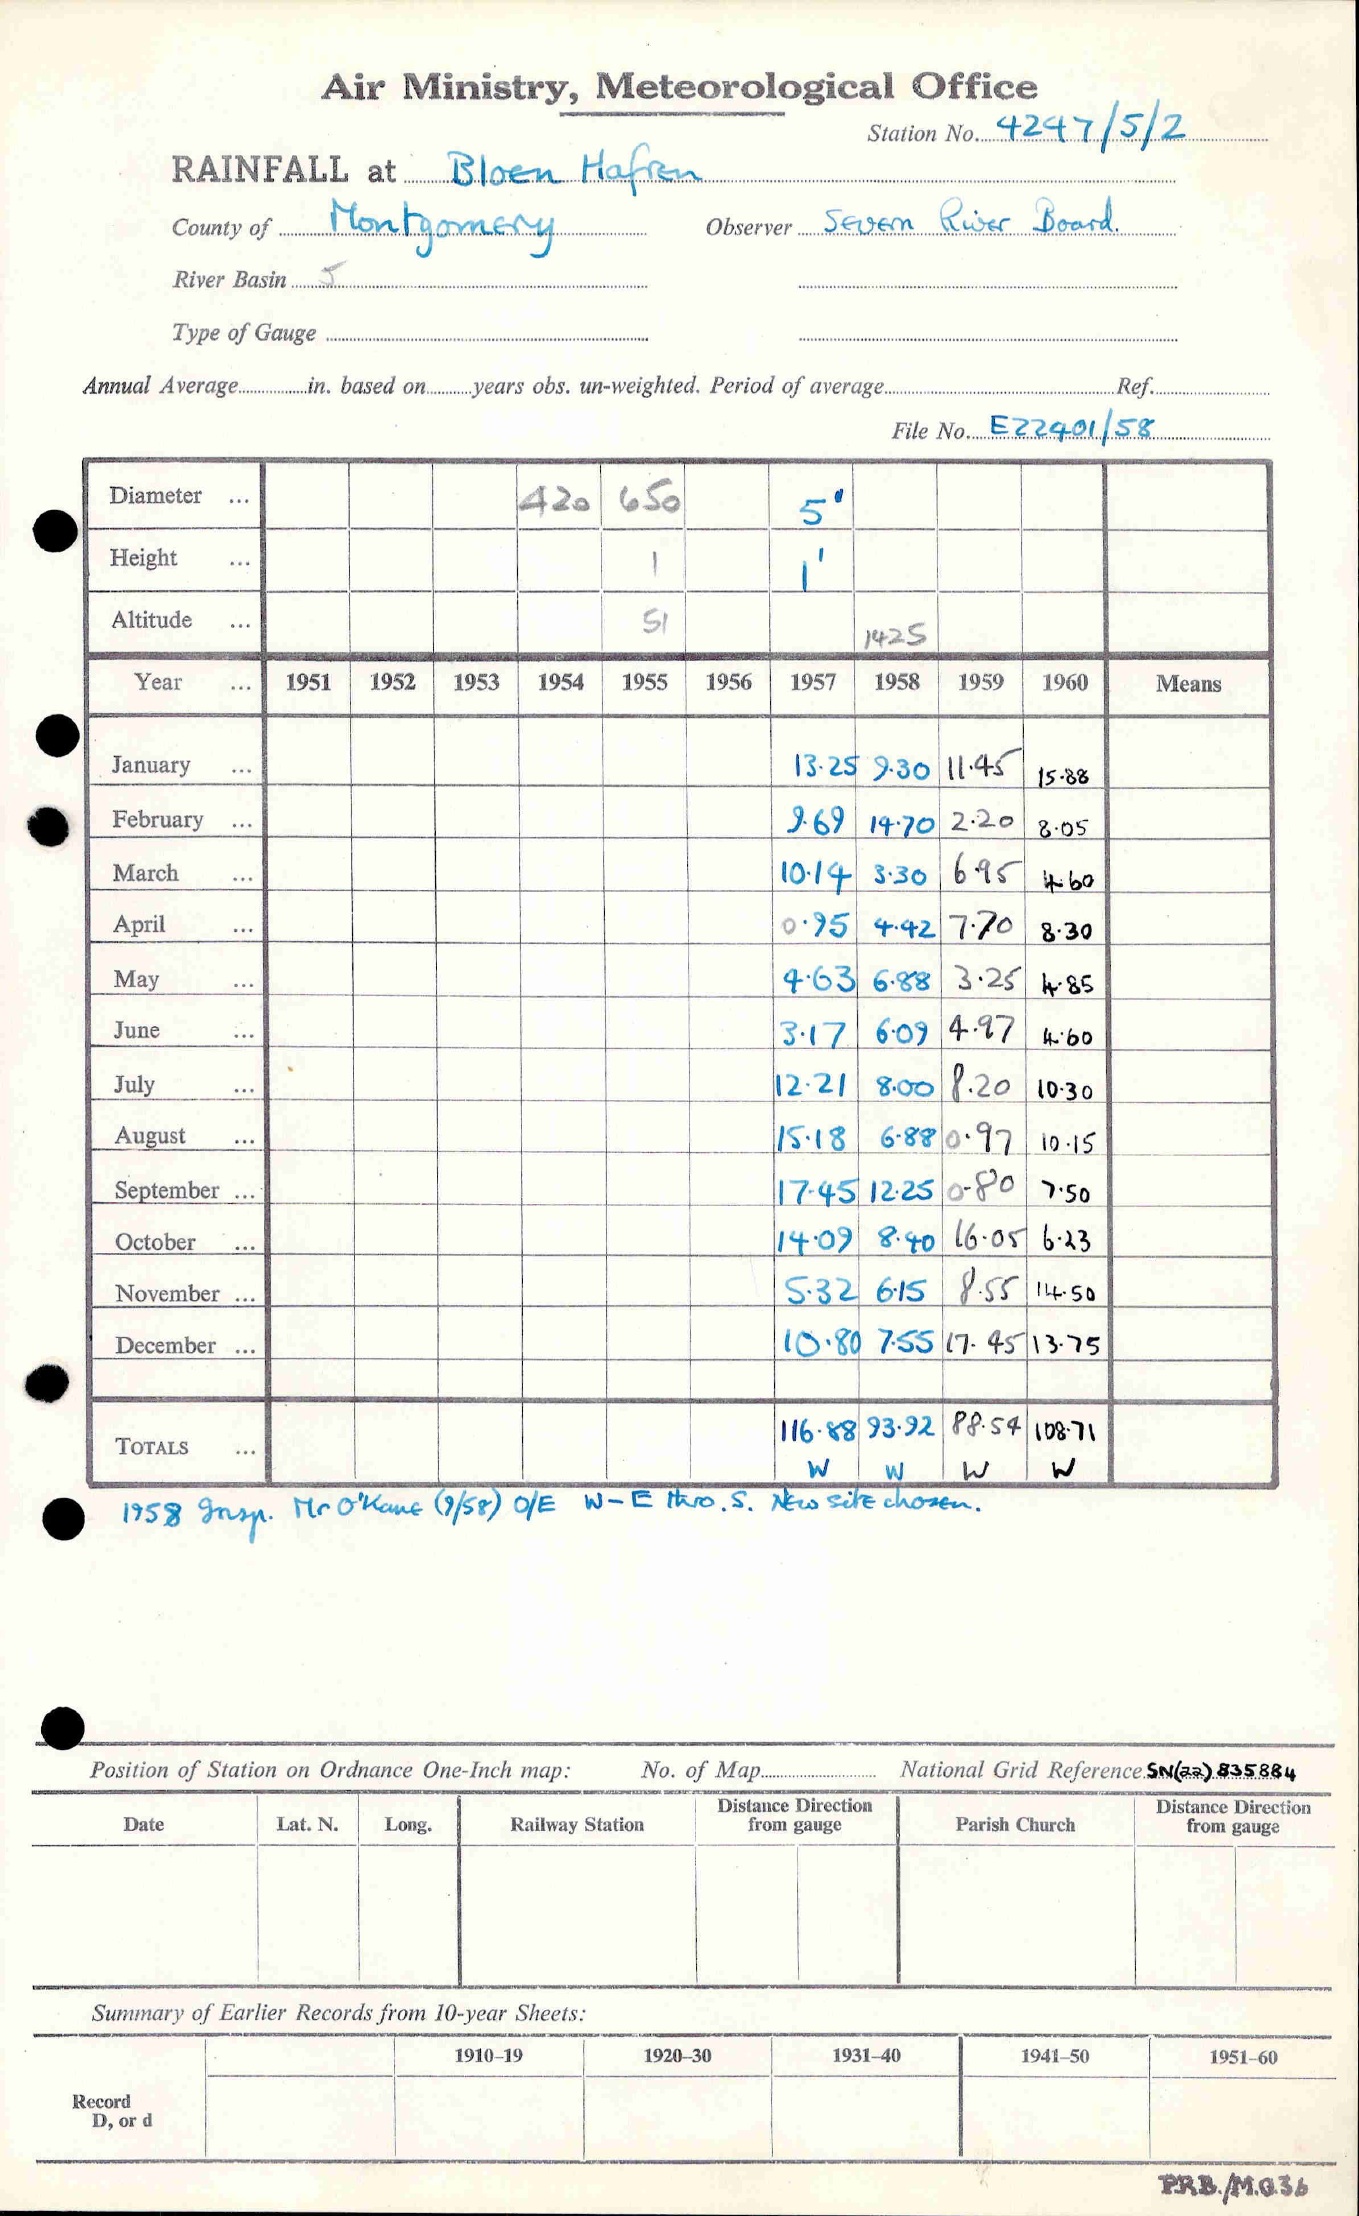 Air Ministry, Meteorological Office
Station No. 4247/5/2
RAINFALL at Bloen Hafren
County of Montgomery Observer Severn River Board.
River Basin 5
Type of Gauge
Annual Average in. based on years obs. un-weighted. Period of average Ref.
File No. E22401/58
Diameter ... 420 650 5"
Height ... 1 1'
Altitude ... 51 1425
Year ... 1951 1952 1953 1954 1955 1956 1957 1958 1959 1960 Means
January ... 13.25 9.30 11.45 15.88
February ... 9.69 14.70 2.20 8.05
March ... 10.14 3.30 6.95 4.60
April ... 0.95 4.42 7.70 8.30
May ... 4.63 6.88 3.25 4.85
June ... 3.17 6.09 4.97 4.60
July ... 12.21 8.00 8.20 10.30
August ... 15.18 6.88 0.97 10.15
September ... 17.45 12.25 0.80 7.50
October ... 14.09 8.40 16.05 6.23
November ... 5.32 6.15 8.55 14.50
December ... 10.80 7.55 17.45 13.75
TOTALS ... 116.88 93.92 88.54 108.71
W W W W
1958 Insp. Mr O'Kane (9/58) O/E W-E thro. S. New site chosen.
Position of Station on Ordnance One-Inch map: No. of Map National Grid Reference SN(22) 835884
Date Lat. N. Long. Railway Station Distance Direction from gauge Parish Church Distance Direction from gauge
Summary of Earlier Records from 10-year Sheets:
1910–19 1920–30 1931–40 1941–50 1951–60
Record
D, or d
P.R.B./M.O.36